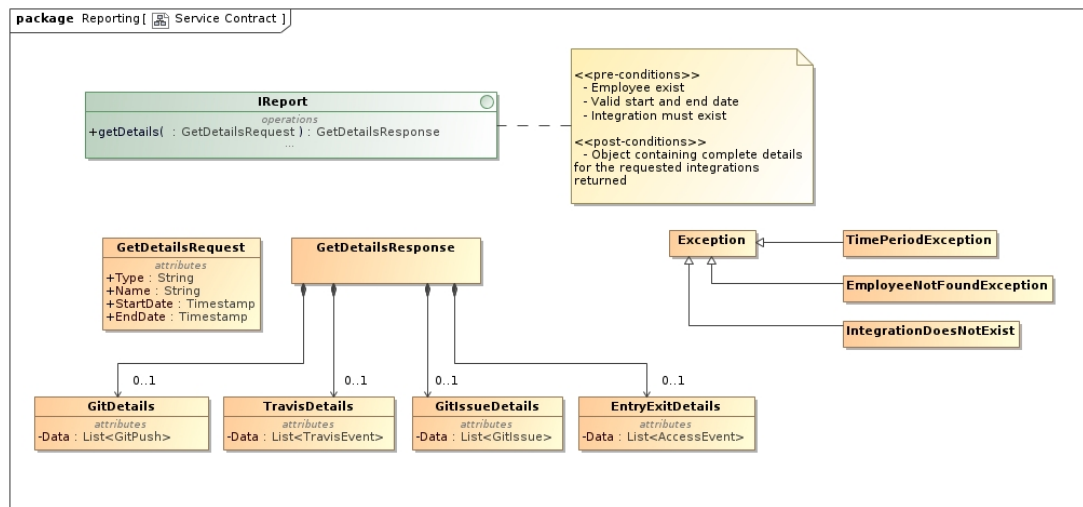 package Reporting[ Service Contract ]
IReport
operations
+getDetails( : GetDetailsRequest ) : GetDetailsResponse
...
<<pre-conditions>>
- Employee exist
- Valid start and end date
- Integration must exist
<<post-conditions>>
- Object containing complete details
for the requested integrations
returned
GetDetailsRequest
attributes
+Type : String
+Name : String
+StartDate : Timestamp
+EndDate : Timestamp
GetDetailsResponse
Exception
TimePeriodException
EmployeeNotFoundException
IntegrationDoesNotExist
0..1
0..1
0..1
0..1
GitDetails
attributes
-Data : List<GitPush>
TravisDetails
attributes
-Data : List<TravisEvent>
GitIssueDetails
attributes
-Data : List<GitIssue>
EntryExitDetails
attributes
-Data : List<AccessEvent>